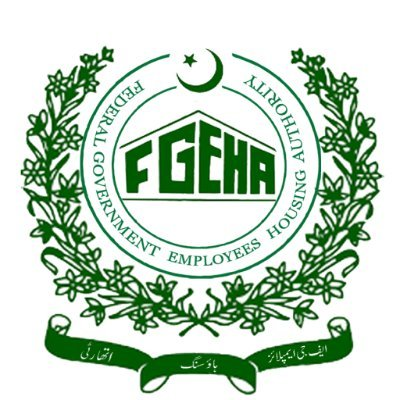 FEDERAL GOVERNMENT EMPLOYEES HOUSING AUTHORITY
FGEHA
ایف جی ایمپلائز ہاؤسنگ اتھارٹی